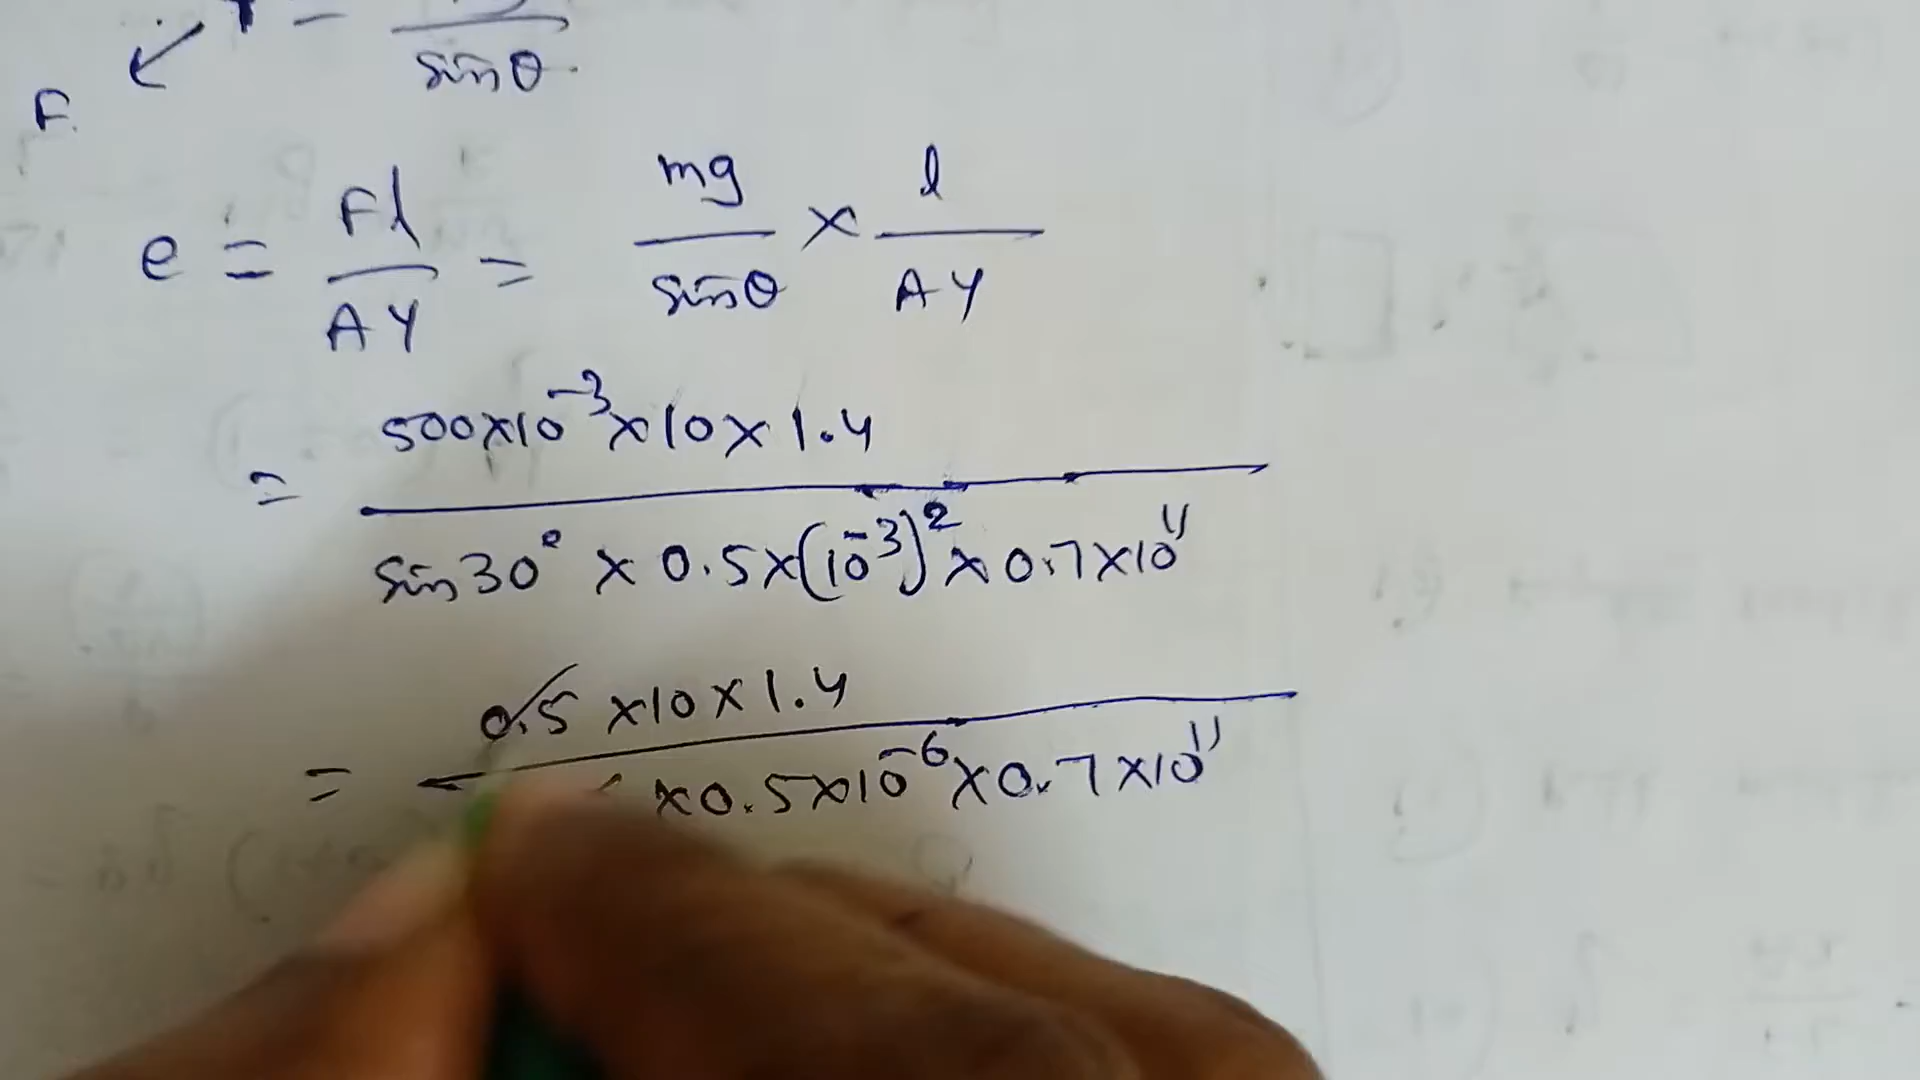 sinθ
F
e = Fl/AY = mg/sinθ × l/AY
= 500×10⁻³×10×1.4 / sin30° × 0.5×(10⁻³)²×0.7×10¹¹
= 0.5×10×1.4 / ×0.5×10⁻⁶×0.7×10¹¹